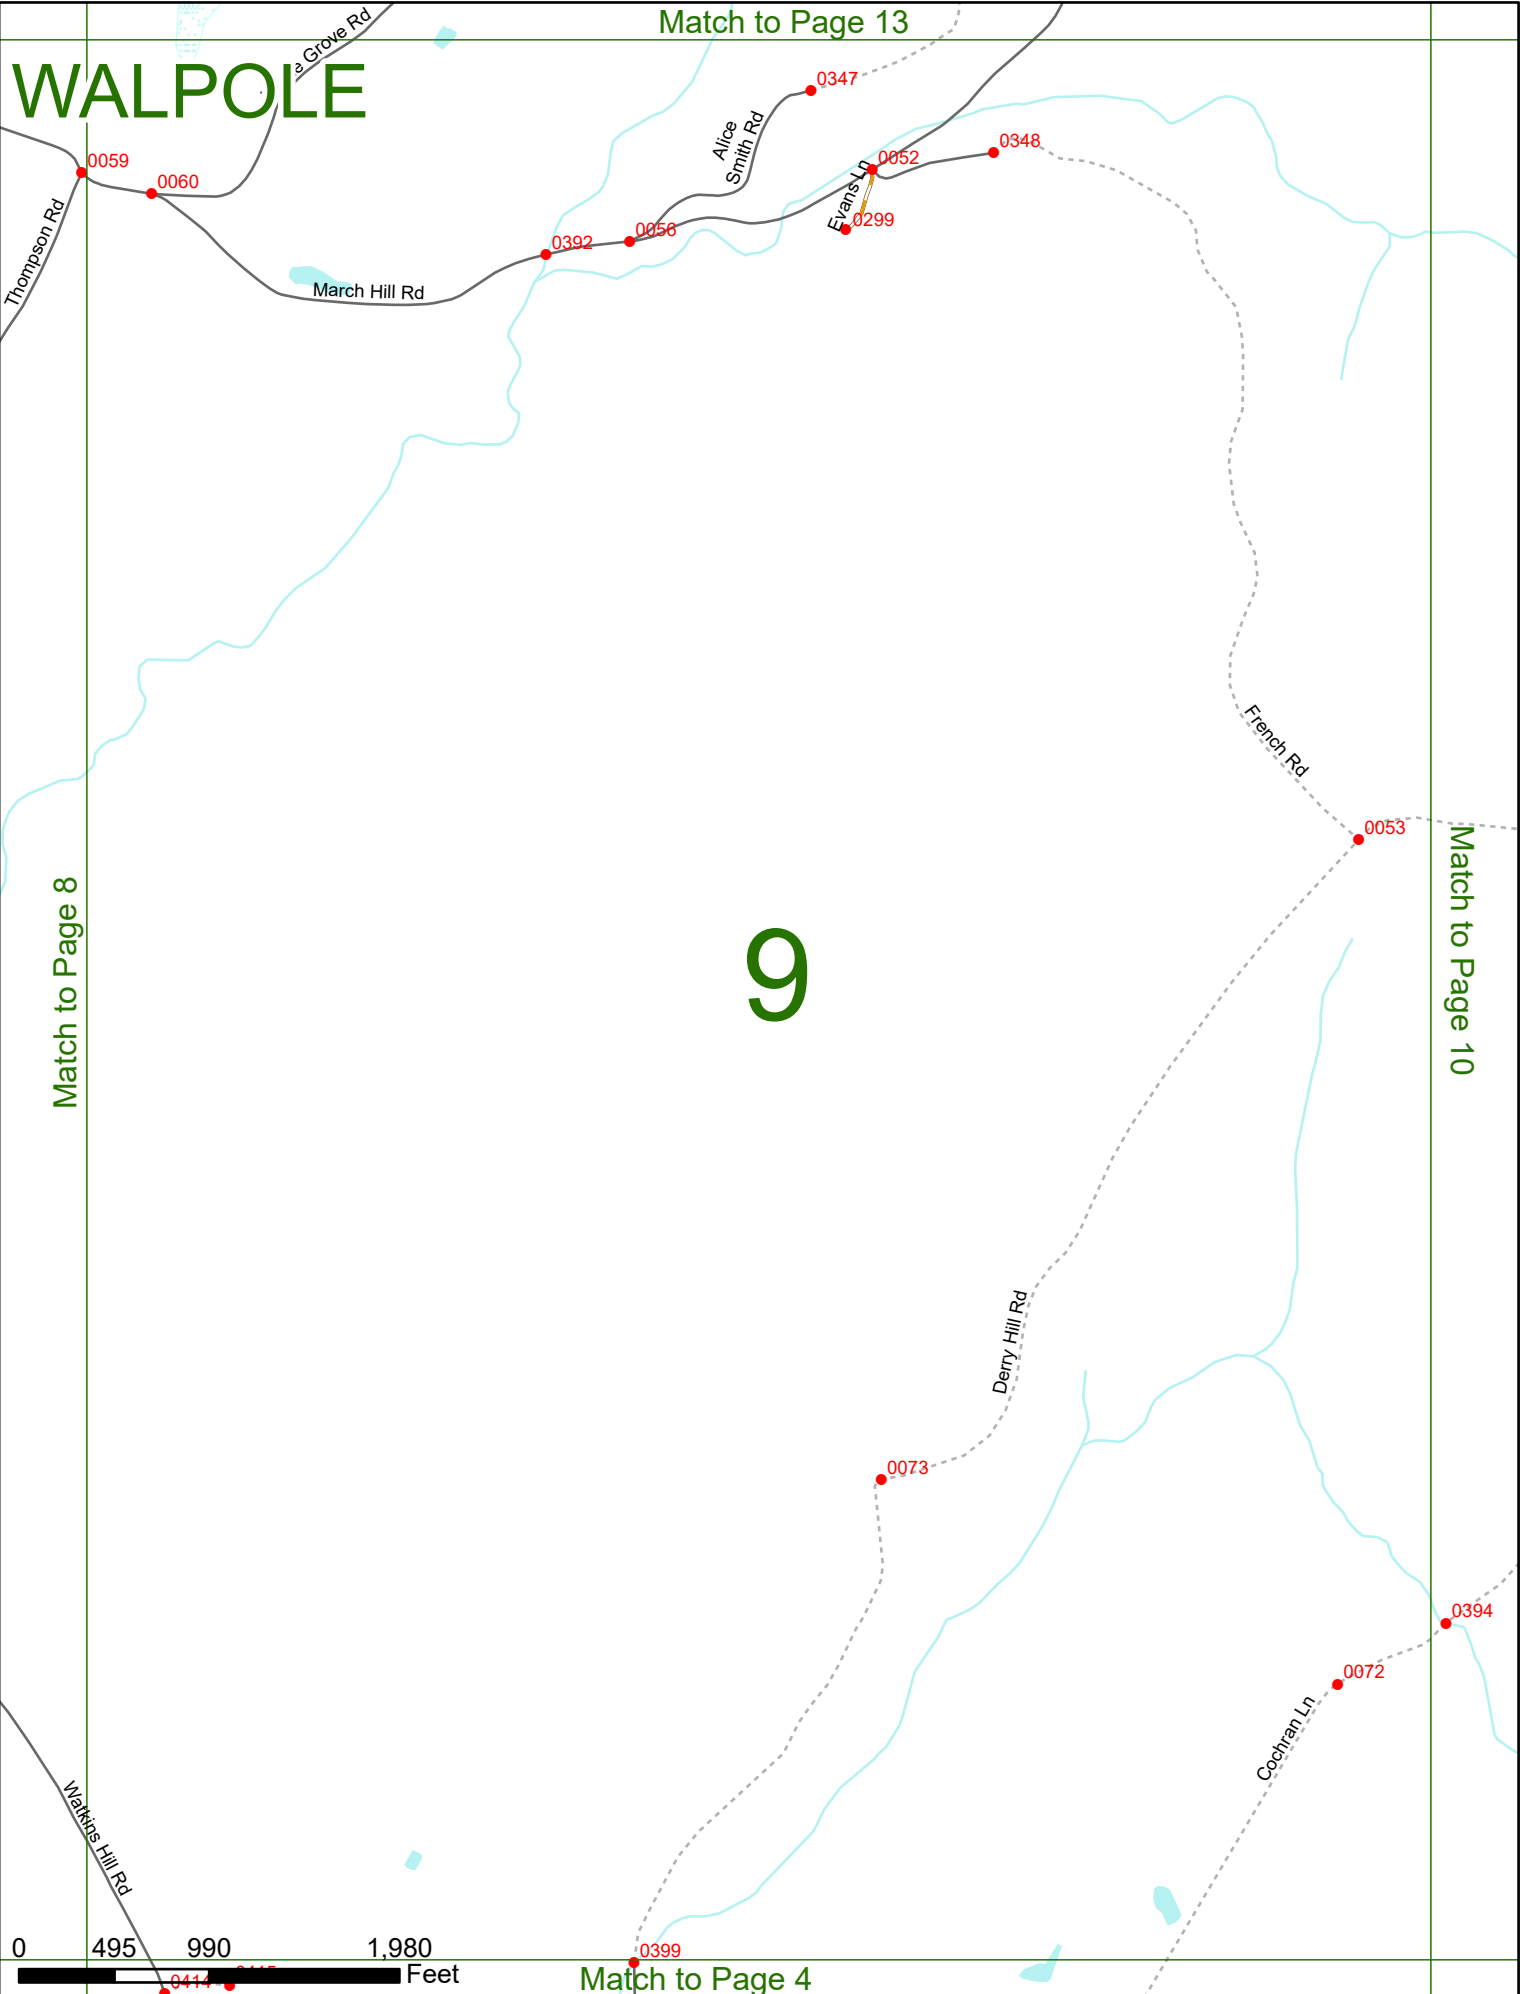 Match to Page 13
e Grove Rd
WALPOLE
0347
Alice
Smith Rd
0348
0052
0059
0060
Evans Ln
0299
0056
0392
Thompson Rd
March Hill Rd
French Rd
0053
Match to Page 8
9
Match to Page 10
Derry Hill Rd
0073
0394
0072
Cochran Ln
Watkins Hill Rd
0 495 990 1,980
Feet
0399
0414
Match to Page 4